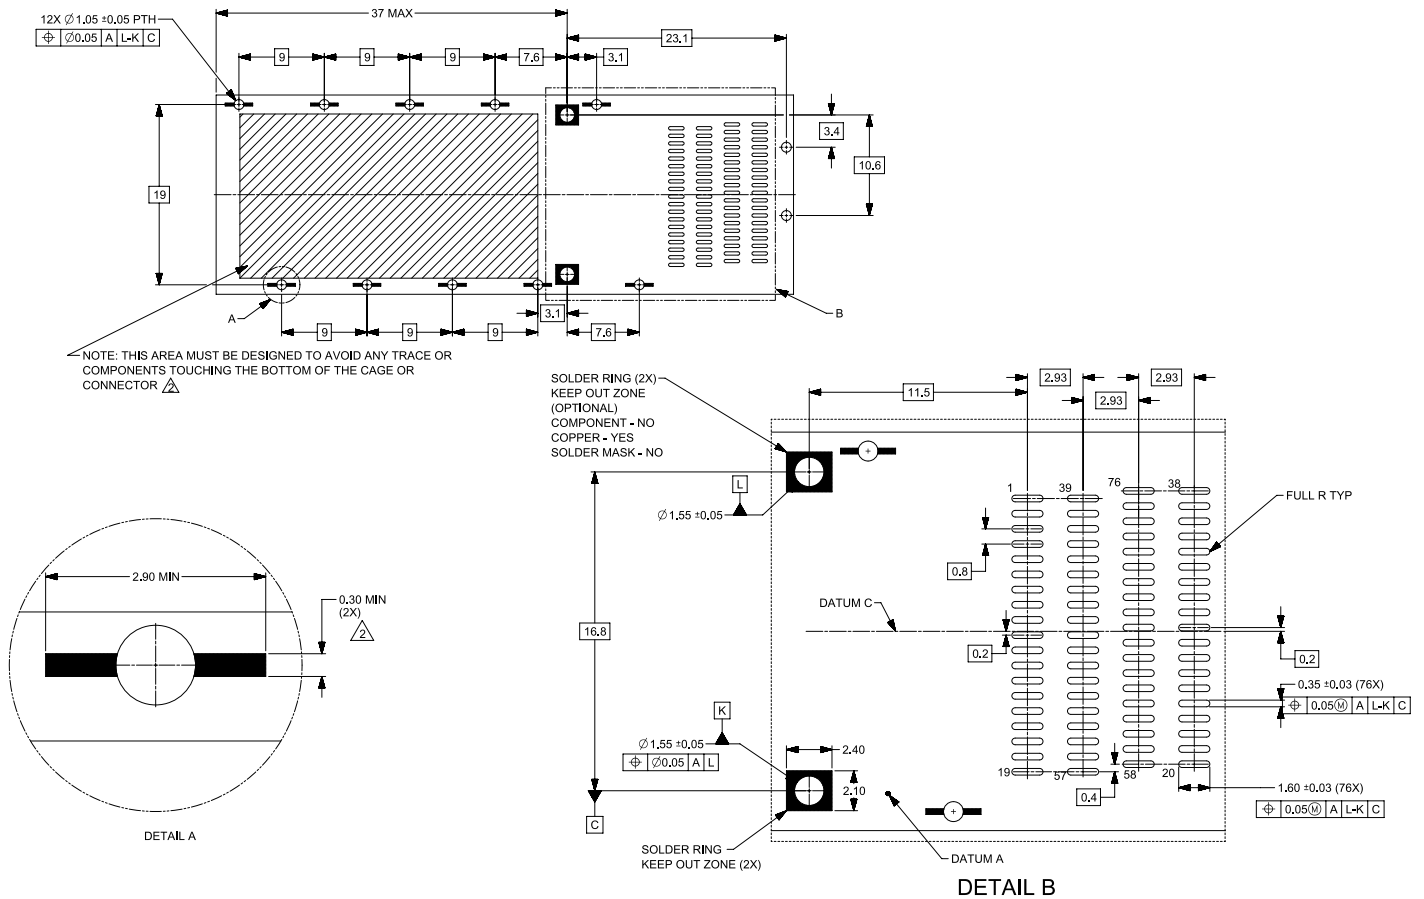 12X Ø1.05 ±0.05 PTH
⌖ Ø0.05 A L-K C
37 MAX
23.1
9
9
9
7.6
3.1
3.4
10.6
19
A
B
9
9
9
3.1
7.6
NOTE: THIS AREA MUST BE DESIGNED TO AVOID ANY TRACE OR
COMPONENTS TOUCHING THE BOTTOM OF THE CAGE OR
CONNECTOR 2
SOLDER RING (2X)
KEEP OUT ZONE
(OPTIONAL)
COMPONENT - NO
COPPER - YES
SOLDER MASK - NO
11.5
2.93
2.93
2.93
L
Ø1.55 ±0.05
1
39
76
38
FULL R TYP
0.8
DATUM C
16.8
0.2
0.2
0.35 ±0.03 (76X)
⌖ 0.05Ⓜ A L-K C
K
Ø1.55 ±0.05
⌖ Ø0.05 A L
2.40
2.10
19
57
58
20
0.4
1.60 ±0.03 (76X)
⌖ 0.05Ⓜ A L-K C
C
SOLDER RING
KEEP OUT ZONE (2X)
DATUM A
DETAIL B
2.90 MIN
0.30 MIN
(2X)
2
DETAIL A